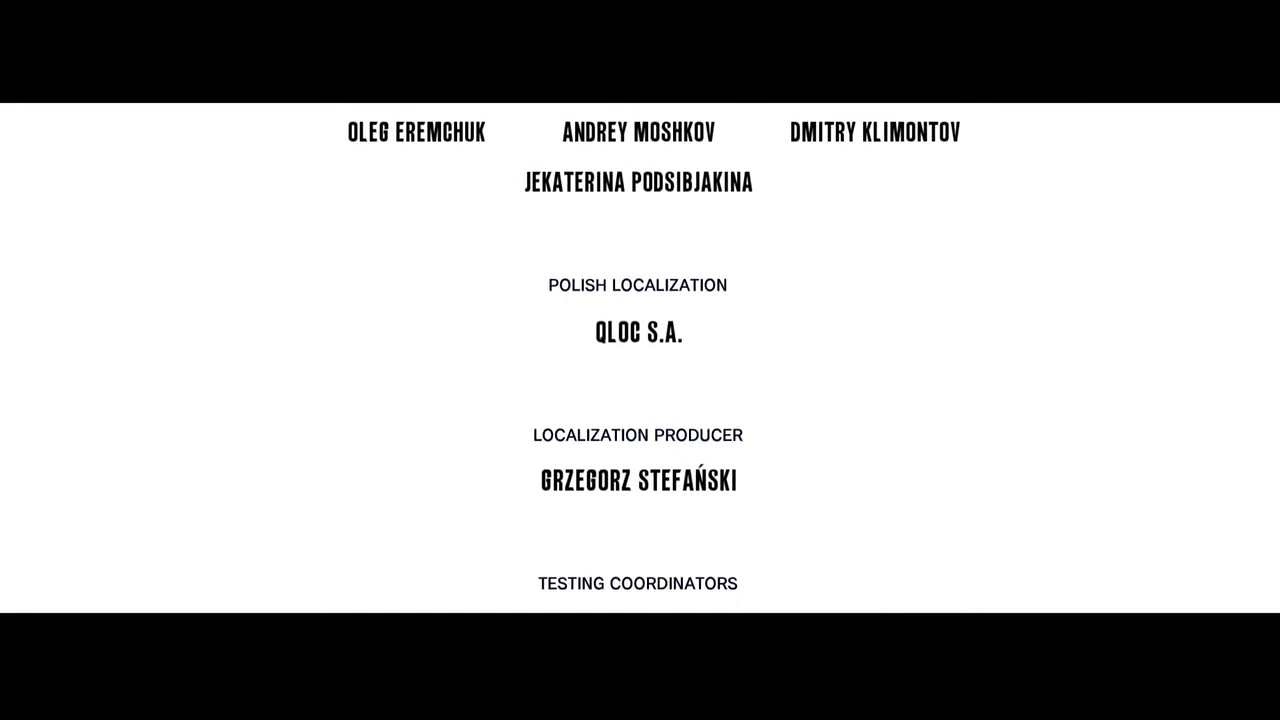 OLEG EREMCHUK ANDREY MOSHKOV DMITRY KLIMONTOV
JEKATERINA PODSIBJAKINA
POLISH LOCALIZATION
QLOC S.A.
LOCALIZATION PRODUCER
GRZEGORZ STEFAŃSKI
TESTING COORDINATORS